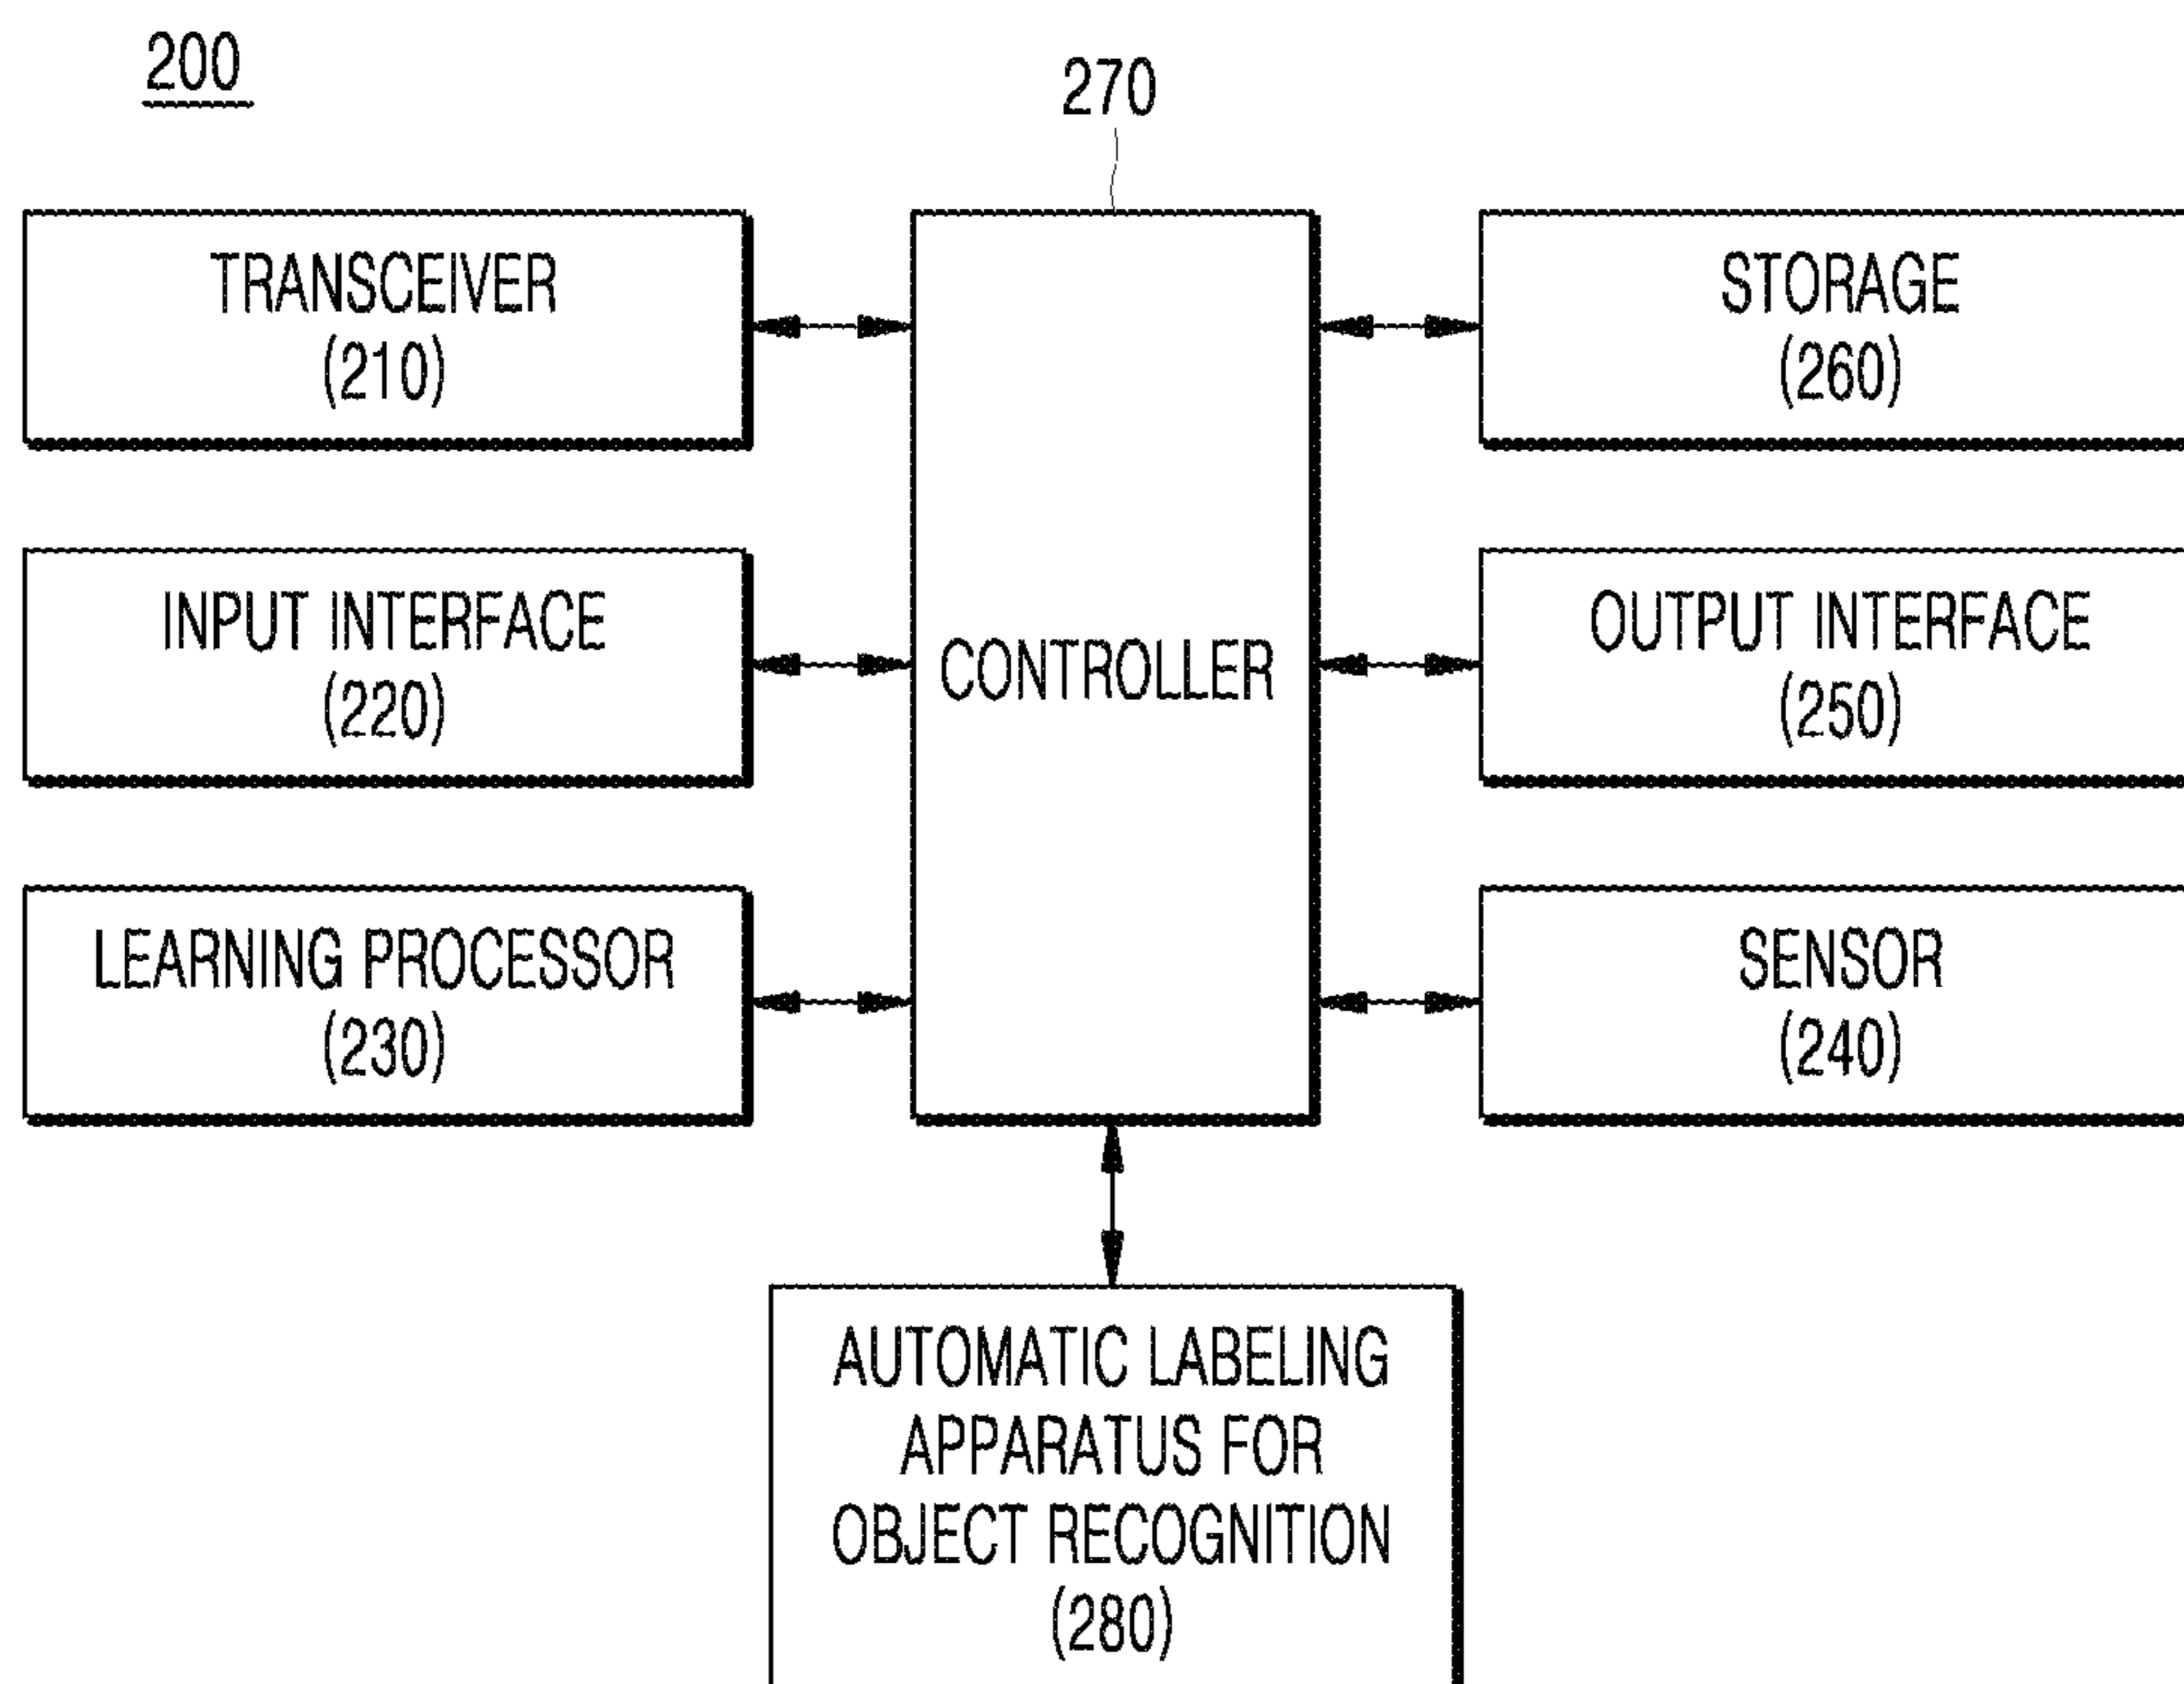 200
270
TRANSCEIVER
(210)
INPUT INTERFACE
(220)
LEARNING PROCESSOR
(230)
CONTROLLER
STORAGE
(260)
OUTPUT INTERFACE
(250)
SENSOR
(240)
AUTOMATIC LABELING
APPARATUS FOR
OBJECT RECOGNITION
(280)